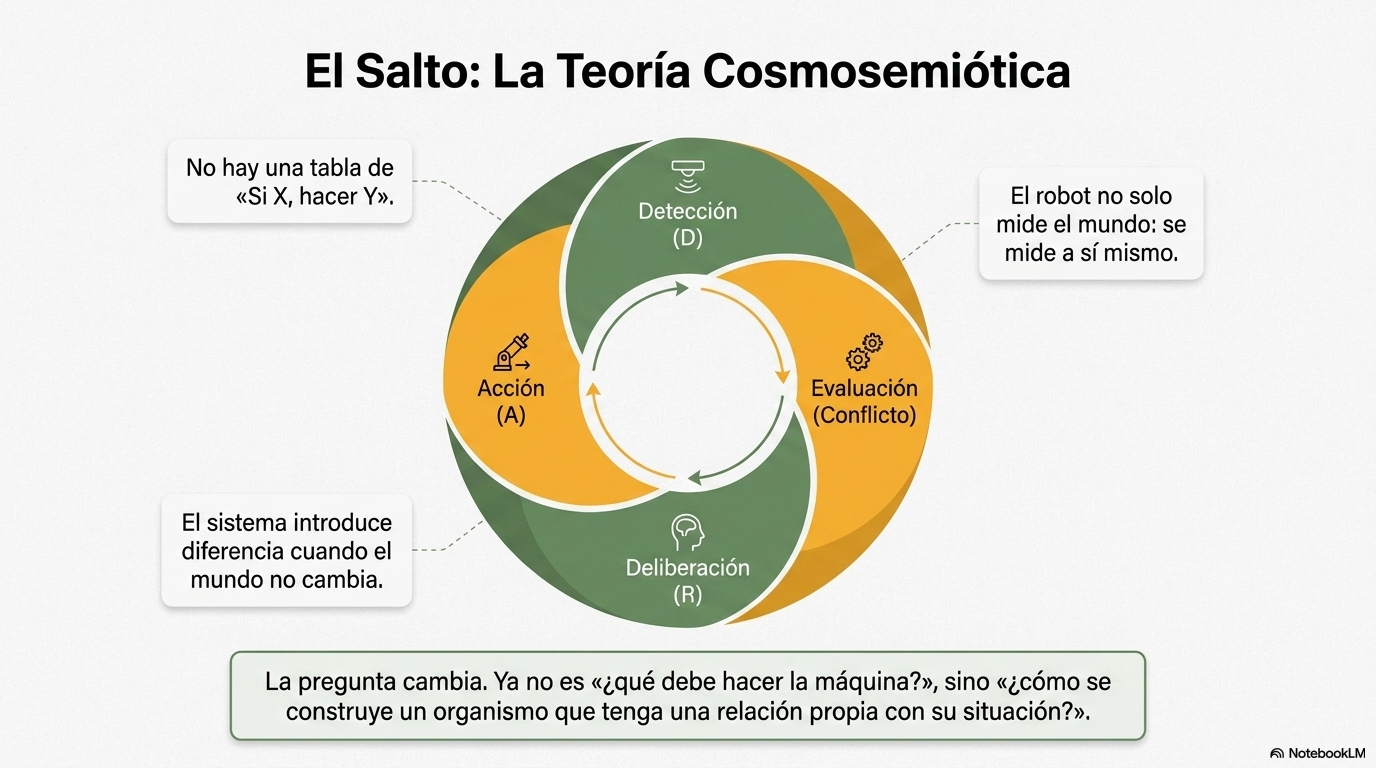 El Salto: La Teoría Cosmosemiótica
No hay una tabla de
«Si X, hacer Y».
Detección
(D)
El robot no solo
mide el mundo: se
mide a sí mismo.
Acción
(A)
Evaluación
(Conflicto)
El sistema introduce
diferencia cuando el
mundo no cambia.
Deliberación
(R)
La pregunta cambia. Ya no es «¿qué debe hacer la máquina?», sino «¿cómo se
construye un organismo que tenga una relación propia con su situación?».
NotebookLM